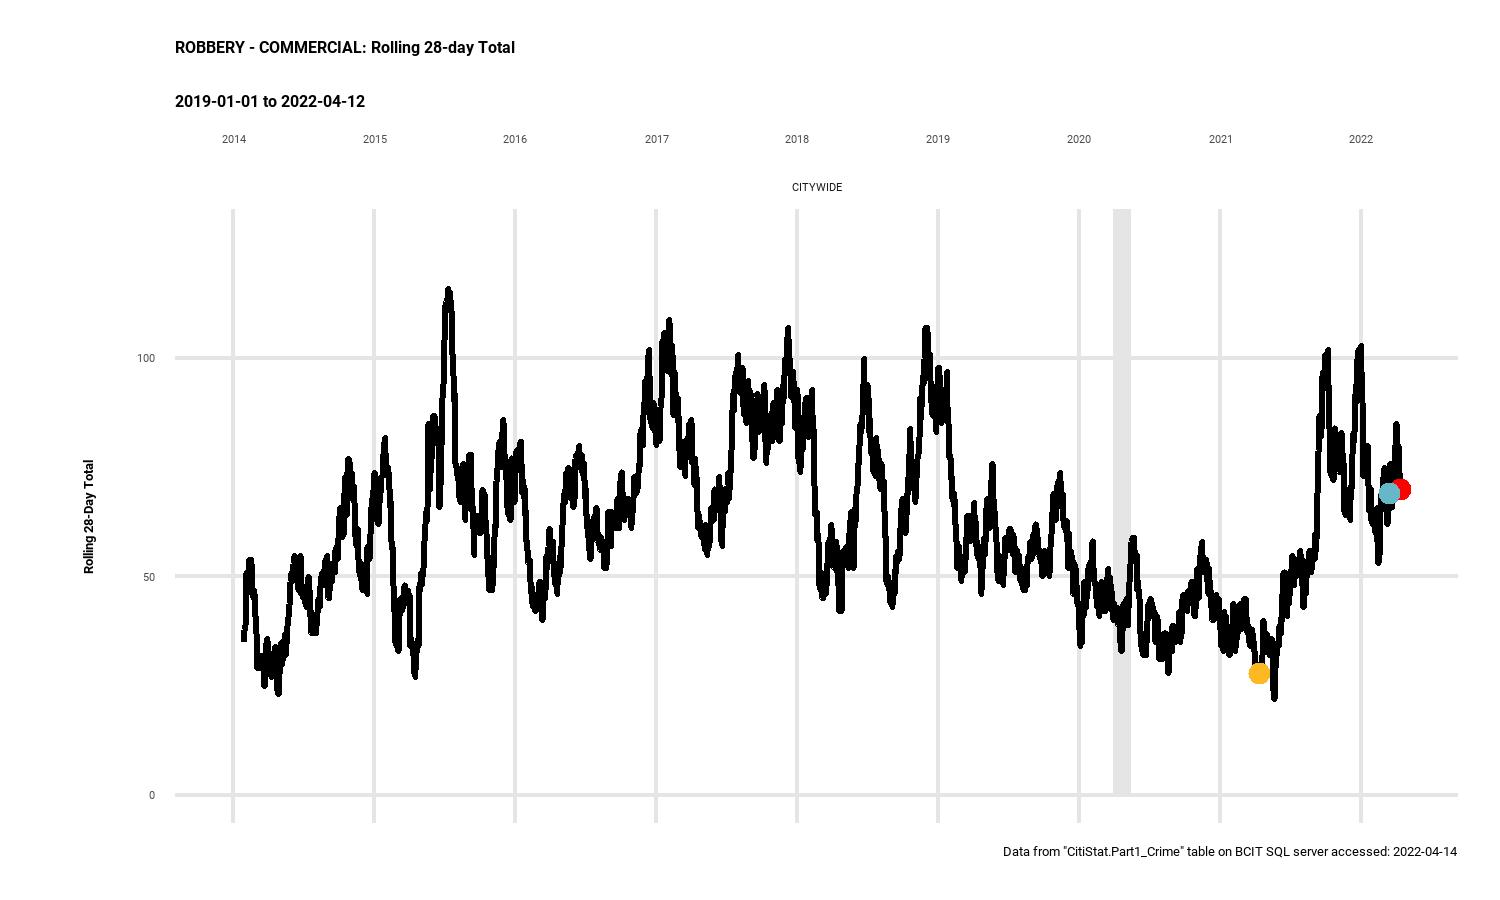 ROBBERY - COMMERCIAL: Rolling 28-day Total
2019-01-01 to 2022-04-12
2014 2015 2016 2017 2018 2019 2020 2021 2022
CITYWIDE
100
50
0
Rolling 28-Day Total
Data from "CitiStat.Part1_Crime" table on BCIT SQL server accessed: 2022-04-14